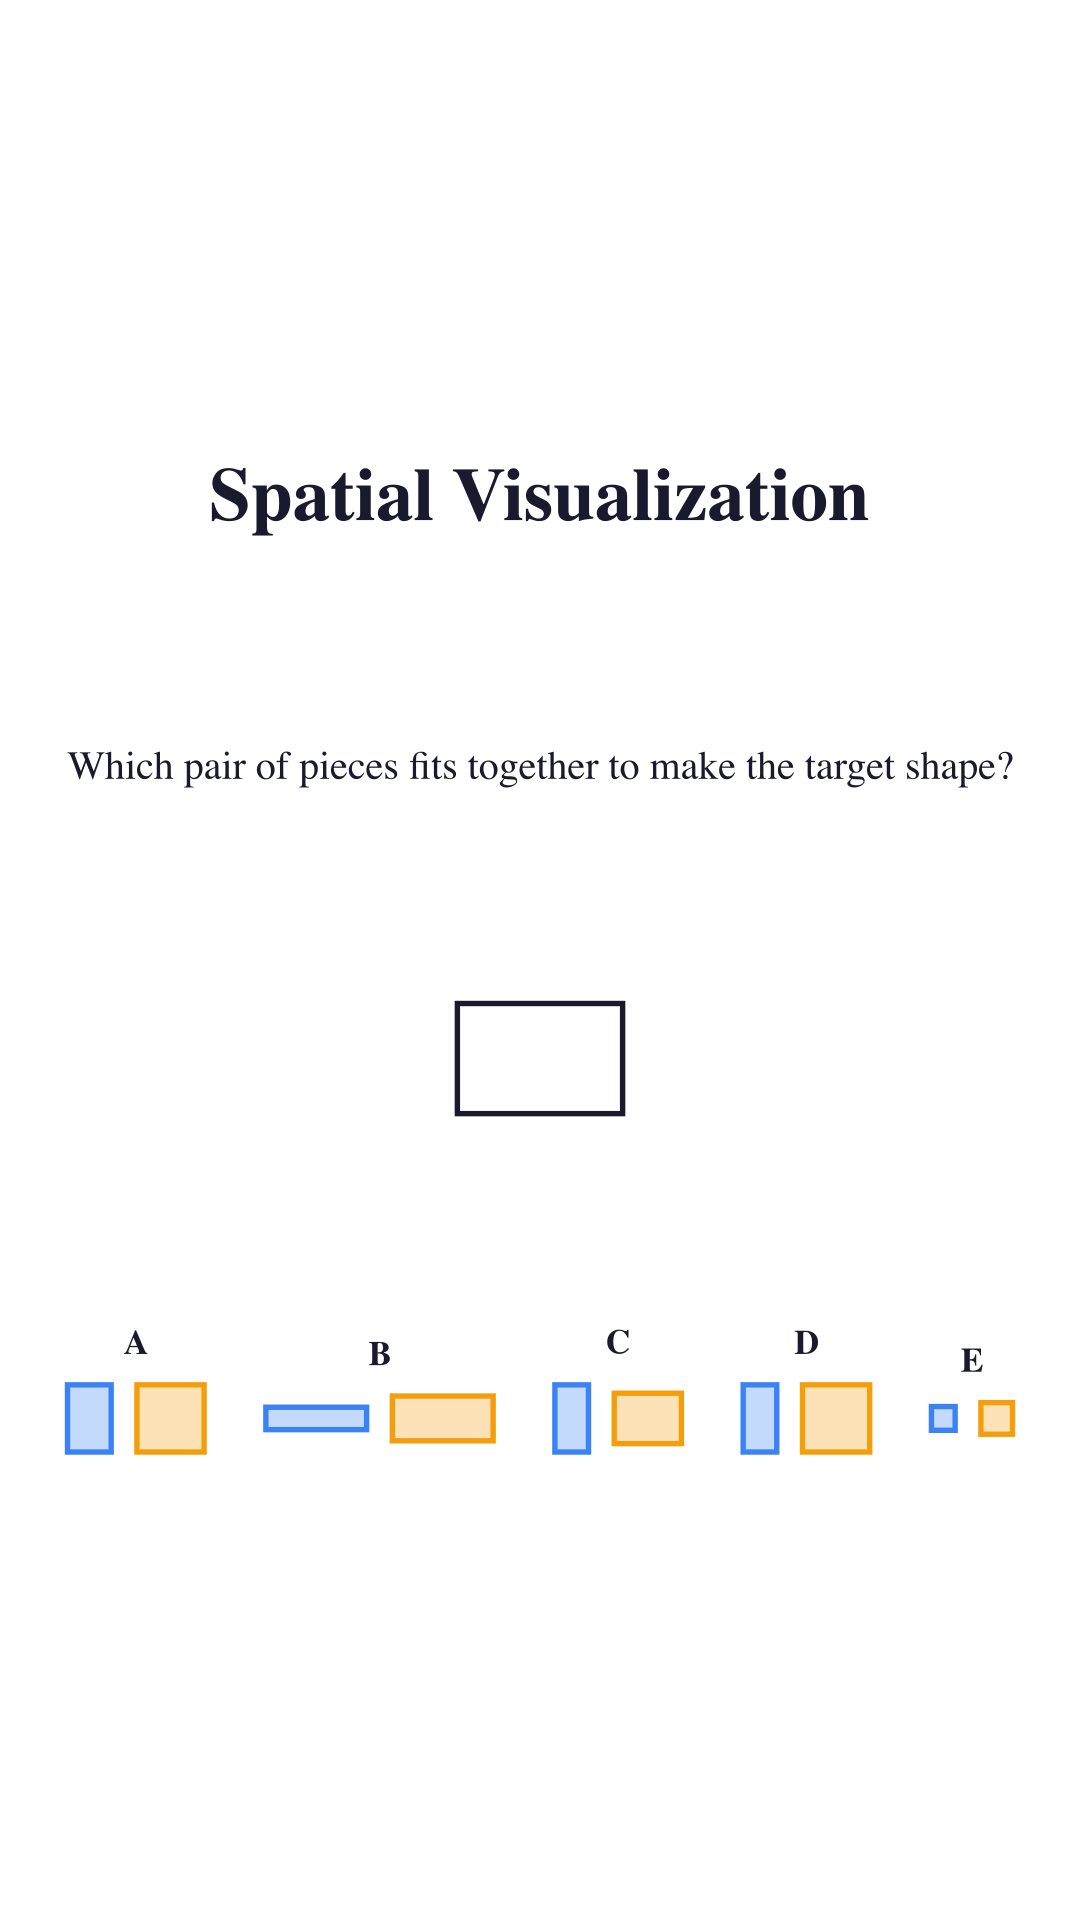 Spatial Visualization
Which pair of pieces fits together to make the target shape?
A B C D E